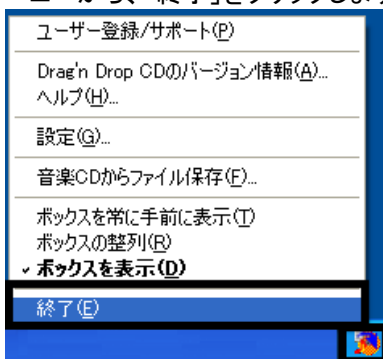 ユーザー登録/サポート(P)
Drag'n Drop CDのバージョン情報(A)...
ヘルプ(H)...
設定(G)...
音楽CDからファイル保存(F)...
ボックスを常に手前に表示(T)
ボックスの整列(R)
ボックスを表示(D)
終了(E)